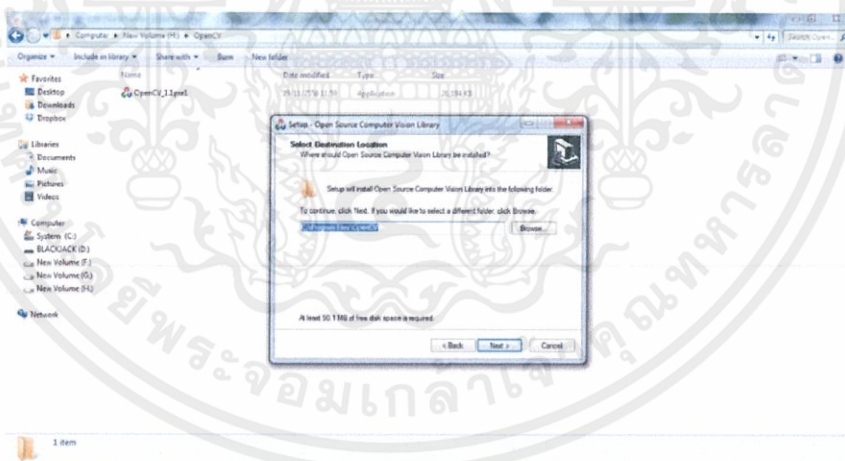 Computer ▸ New Volume (H:) ▸ OpenCV
Organize ▾ Include in library ▾ Share with ▾ Burn New folder
Name Date modified Type Size
OpenCV_1.1pre1 Application
Favorites
Desktop
Downloads
Dropbox
Libraries
Documents
Music
Pictures
Videos
Computer
System (C:)
BLACKJACK (D:)
New Volume (F:)
New Volume (G:)
New Volume (H:)
Network
Setup - Open Source Computer Vision Library
Select Destination Location
Where should Open Source Computer Vision Library be installed?
Setup will install Open Source Computer Vision Library into the following folder.
To continue, click Next. If you would like to select a different folder, click Browse.
C:\Program Files\OpenCV
Browse...
At least 50.1 MB of free disk space is required.
< Back Next > Cancel
1 item